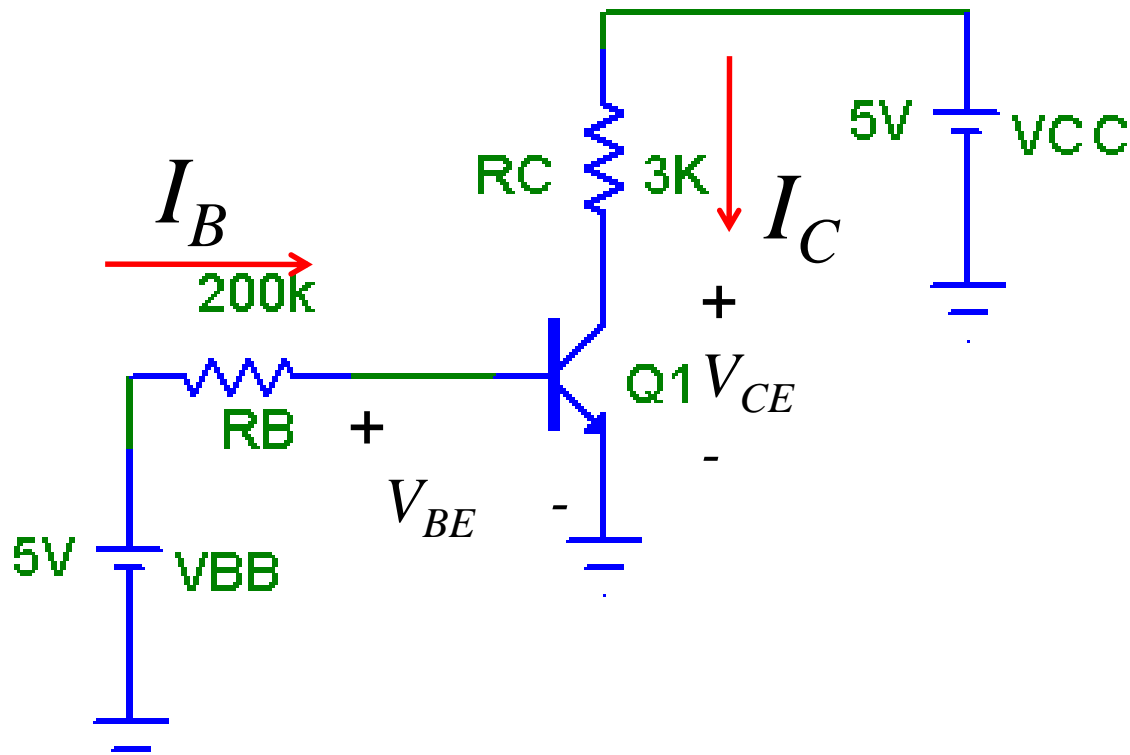 5V
VCC
RC
3K
I_C
I_B
200k
+
Q1
V_CE
RB
+
-
V_BE
-
5V
VBB